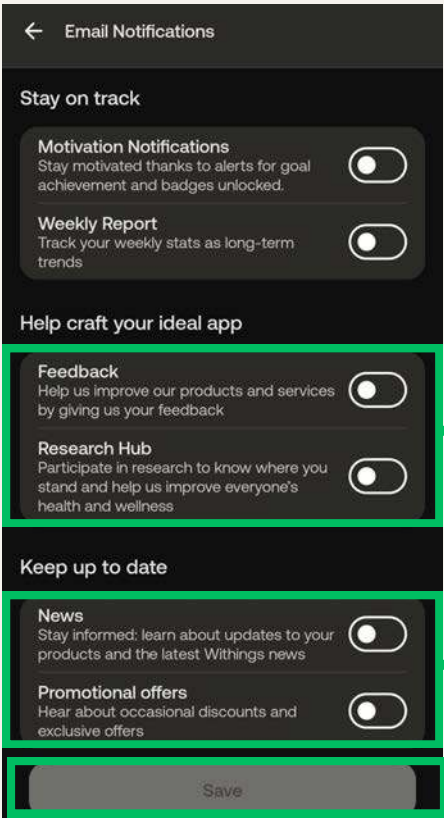 Email Notifications
Stay on track
Motivation Notifications
Stay motivated thanks to alerts for goal
achievement and badges unlocked.
Weekly Report
Track your weekly stats as long-term
trends
Help craft your ideal app
Feedback
Help us improve our products and services
by giving us your feedback
Research Hub
Participate in research to know where you
stand and help us improve everyone's
health and wellness
Keep up to date
News
Stay informed: learn about updates to your
products and the latest Withings news
Promotional offers
Hear about occasional discounts and
exclusive offers
Save